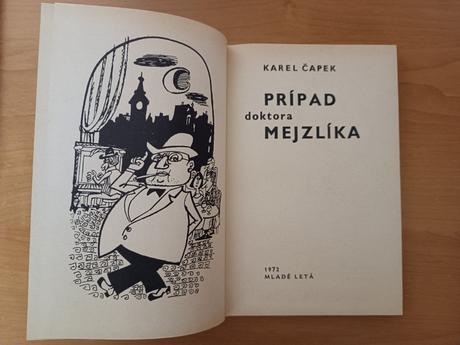 KAREL ČAPEK
PRÍPAD
doktora
MEJZLÍKA
1972
MLADÉ LETÁ